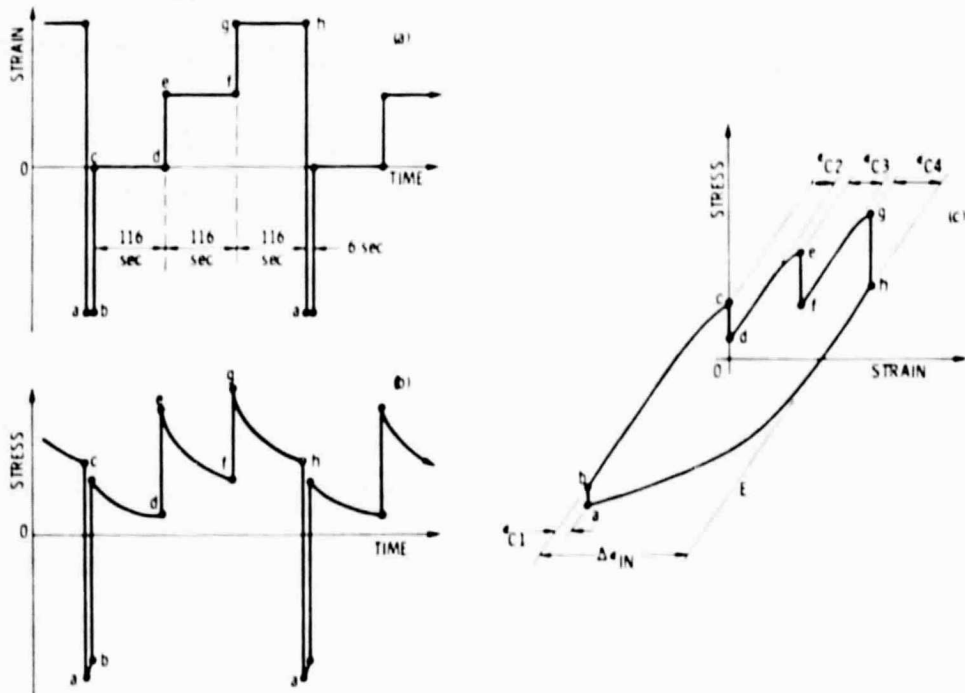 STRAIN
g
h
(a)
e
f
c
d
0
TIME
116 sec
116 sec
116 sec
6 sec
a
b
a
STRESS
g
(b)
e
c
h
f
d
0
TIME
b
a
a
STRESS
εC2
εC3
εC4
(c)
g
e
c
h
f
d
0
STRAIN
b
a
E
εC1
ΔεIN